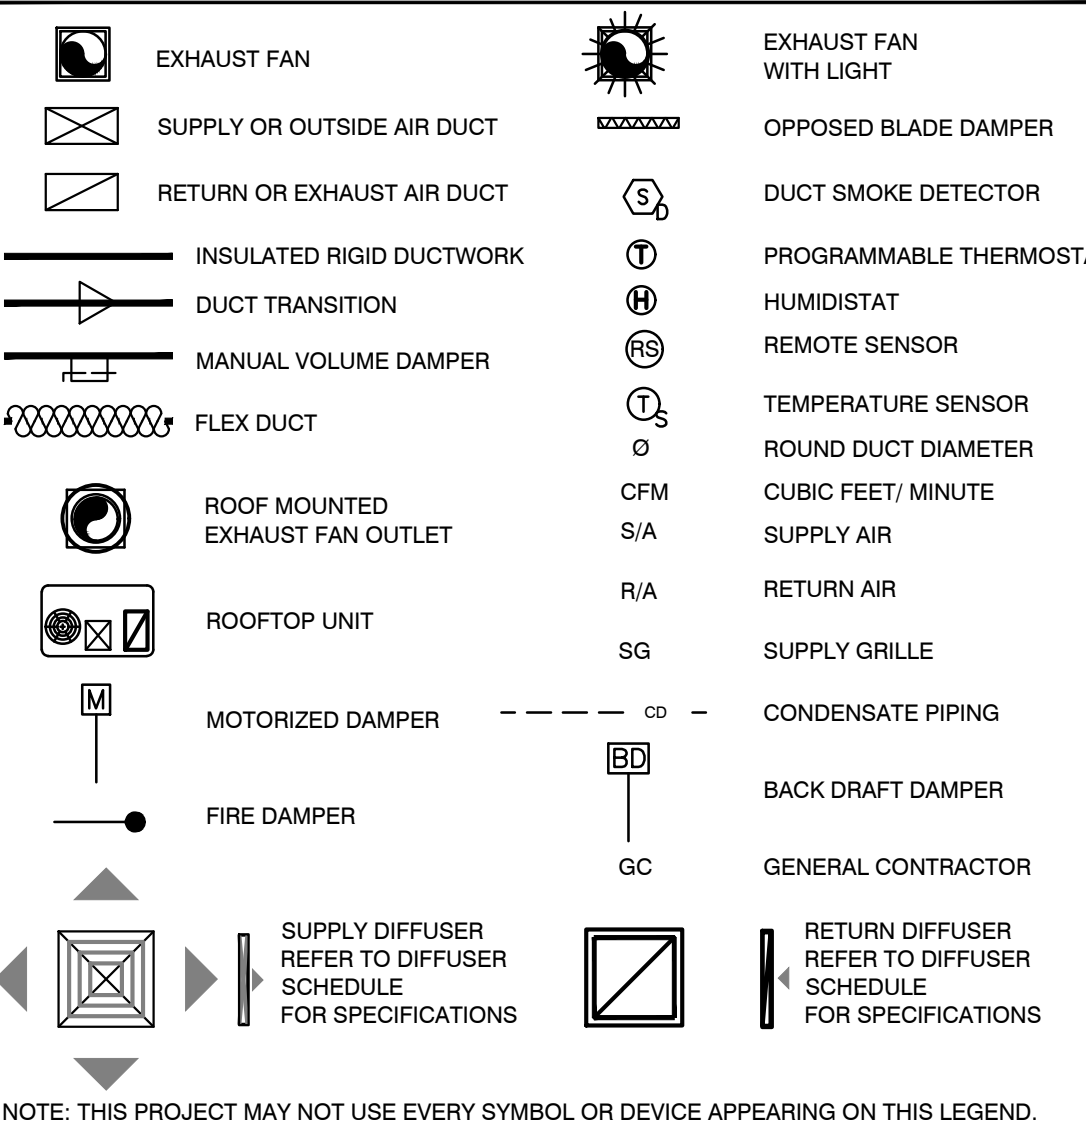 EXHAUST FAN
SUPPLY OR OUTSIDE AIR DUCT
RETURN OR EXHAUST AIR DUCT
INSULATED RIGID DUCTWORK
DUCT TRANSITION
MANUAL VOLUME DAMPER
FLEX DUCT
ROOF MOUNTED
EXHAUST FAN OUTLET
ROOFTOP UNIT
M
MOTORIZED DAMPER
FIRE DAMPER
SUPPLY DIFFUSER
REFER TO DIFFUSER
SCHEDULE
FOR SPECIFICATIONS
EXHAUST FAN
WITH LIGHT
OPPOSED BLADE DAMPER
S D DUCT SMOKE DETECTOR
T PROGRAMMABLE THERMOSTA
H HUMIDISTAT
RS REMOTE SENSOR
T S TEMPERATURE SENSOR
Ø ROUND DUCT DIAMETER
CFM CUBIC FEET/ MINUTE
S/A SUPPLY AIR
R/A RETURN AIR
SG SUPPLY GRILLE
CD CONDENSATE PIPING
BD
BACK DRAFT DAMPER
GC GENERAL CONTRACTOR
RETURN DIFFUSER
REFER TO DIFFUSER
SCHEDULE
FOR SPECIFICATIONS
NOTE: THIS PROJECT MAY NOT USE EVERY SYMBOL OR DEVICE APPEARING ON THIS LEGEND.